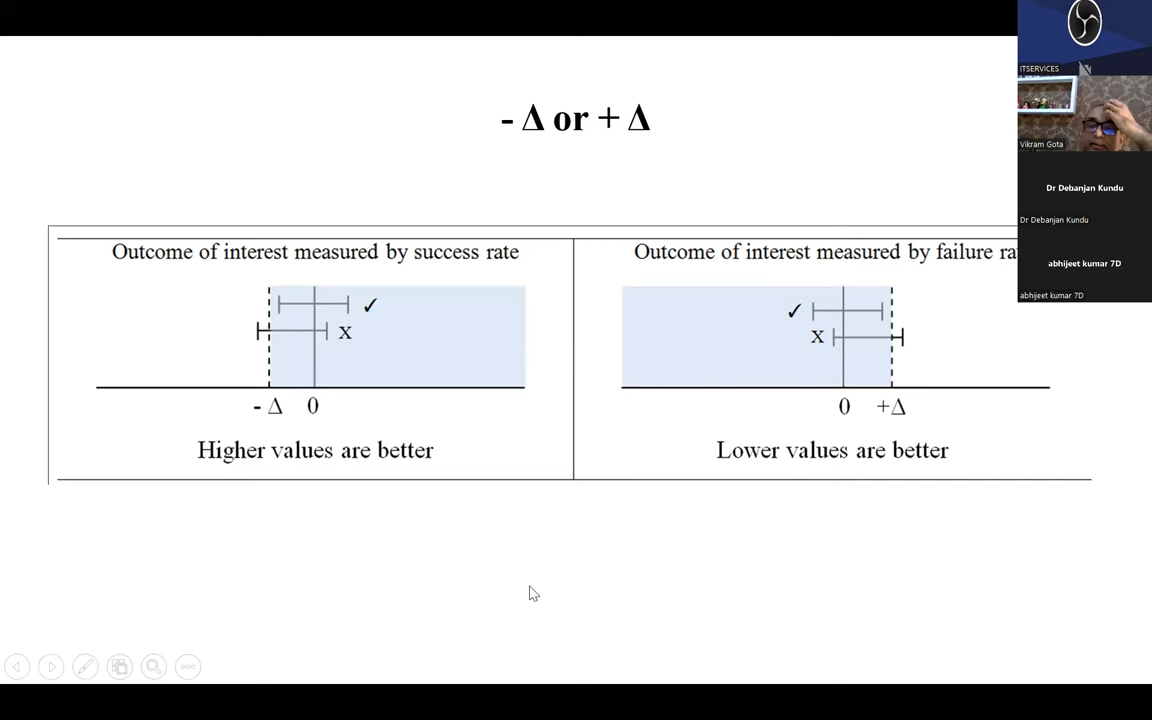 - Δ or + Δ
Outcome of interest measured by success rate
✓
x
- Δ 0
Higher values are better
Outcome of interest measured by failure
✓
x
0 +Δ
Lower values are better
ITSERVICES
Vikram Gota
Dr Debanjan Kundu
Dr Debanjan Kundu
abhijeet kumar 7D
abhijeet kumar 7D